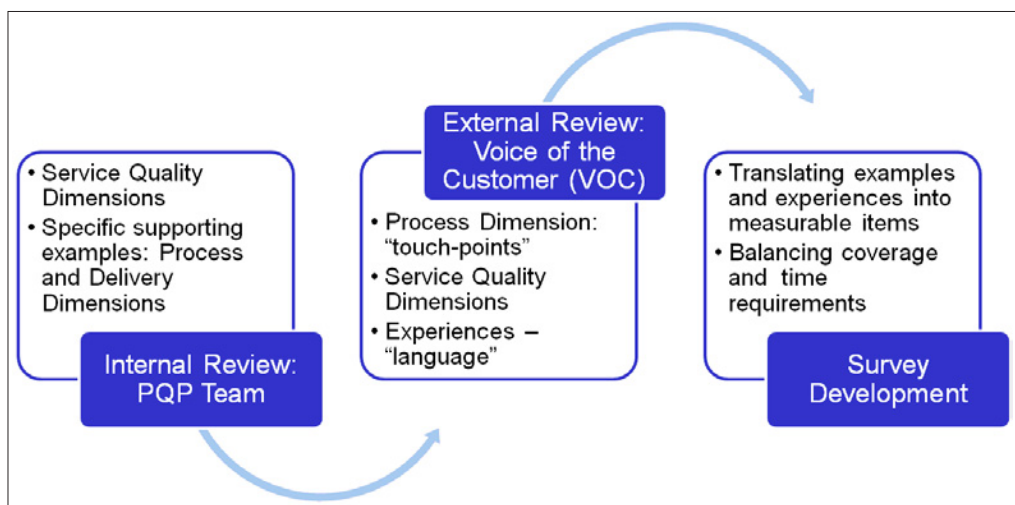 • Service Quality
Dimensions
• Specific supporting
examples: Process
and Delivery
Dimensions
Internal Review:
PQP Team
External Review:
Voice of the
Customer (VOC)
• Process Dimension:
“touch-points”
• Service Quality
Dimensions
• Experiences –
“language”
• Translating examples
and experiences into
measurable items
• Balancing coverage
and time
requirements
Survey
Development